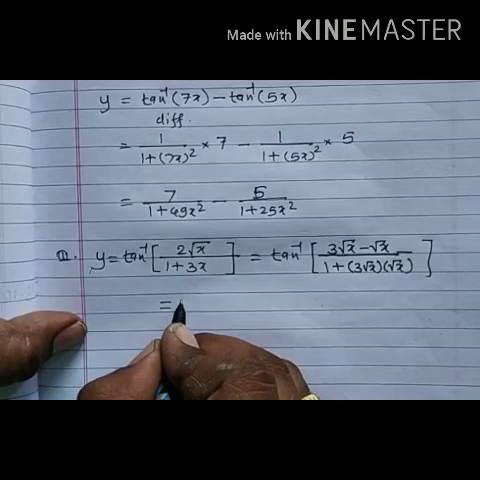 Made with KINEMASTER
y = tan⁻¹(7x) – tan⁻¹(5x)
diff.
= 1/(1+(7x)²) × 7 – 1/(1+(5x)²) × 5
= 7/(1+49x²) – 5/(1+25x²)
II. y = tan⁻¹[2√x/(1+3x)] = tan⁻¹[(3√x–√x)/(1+(3√x)(√x))]
=